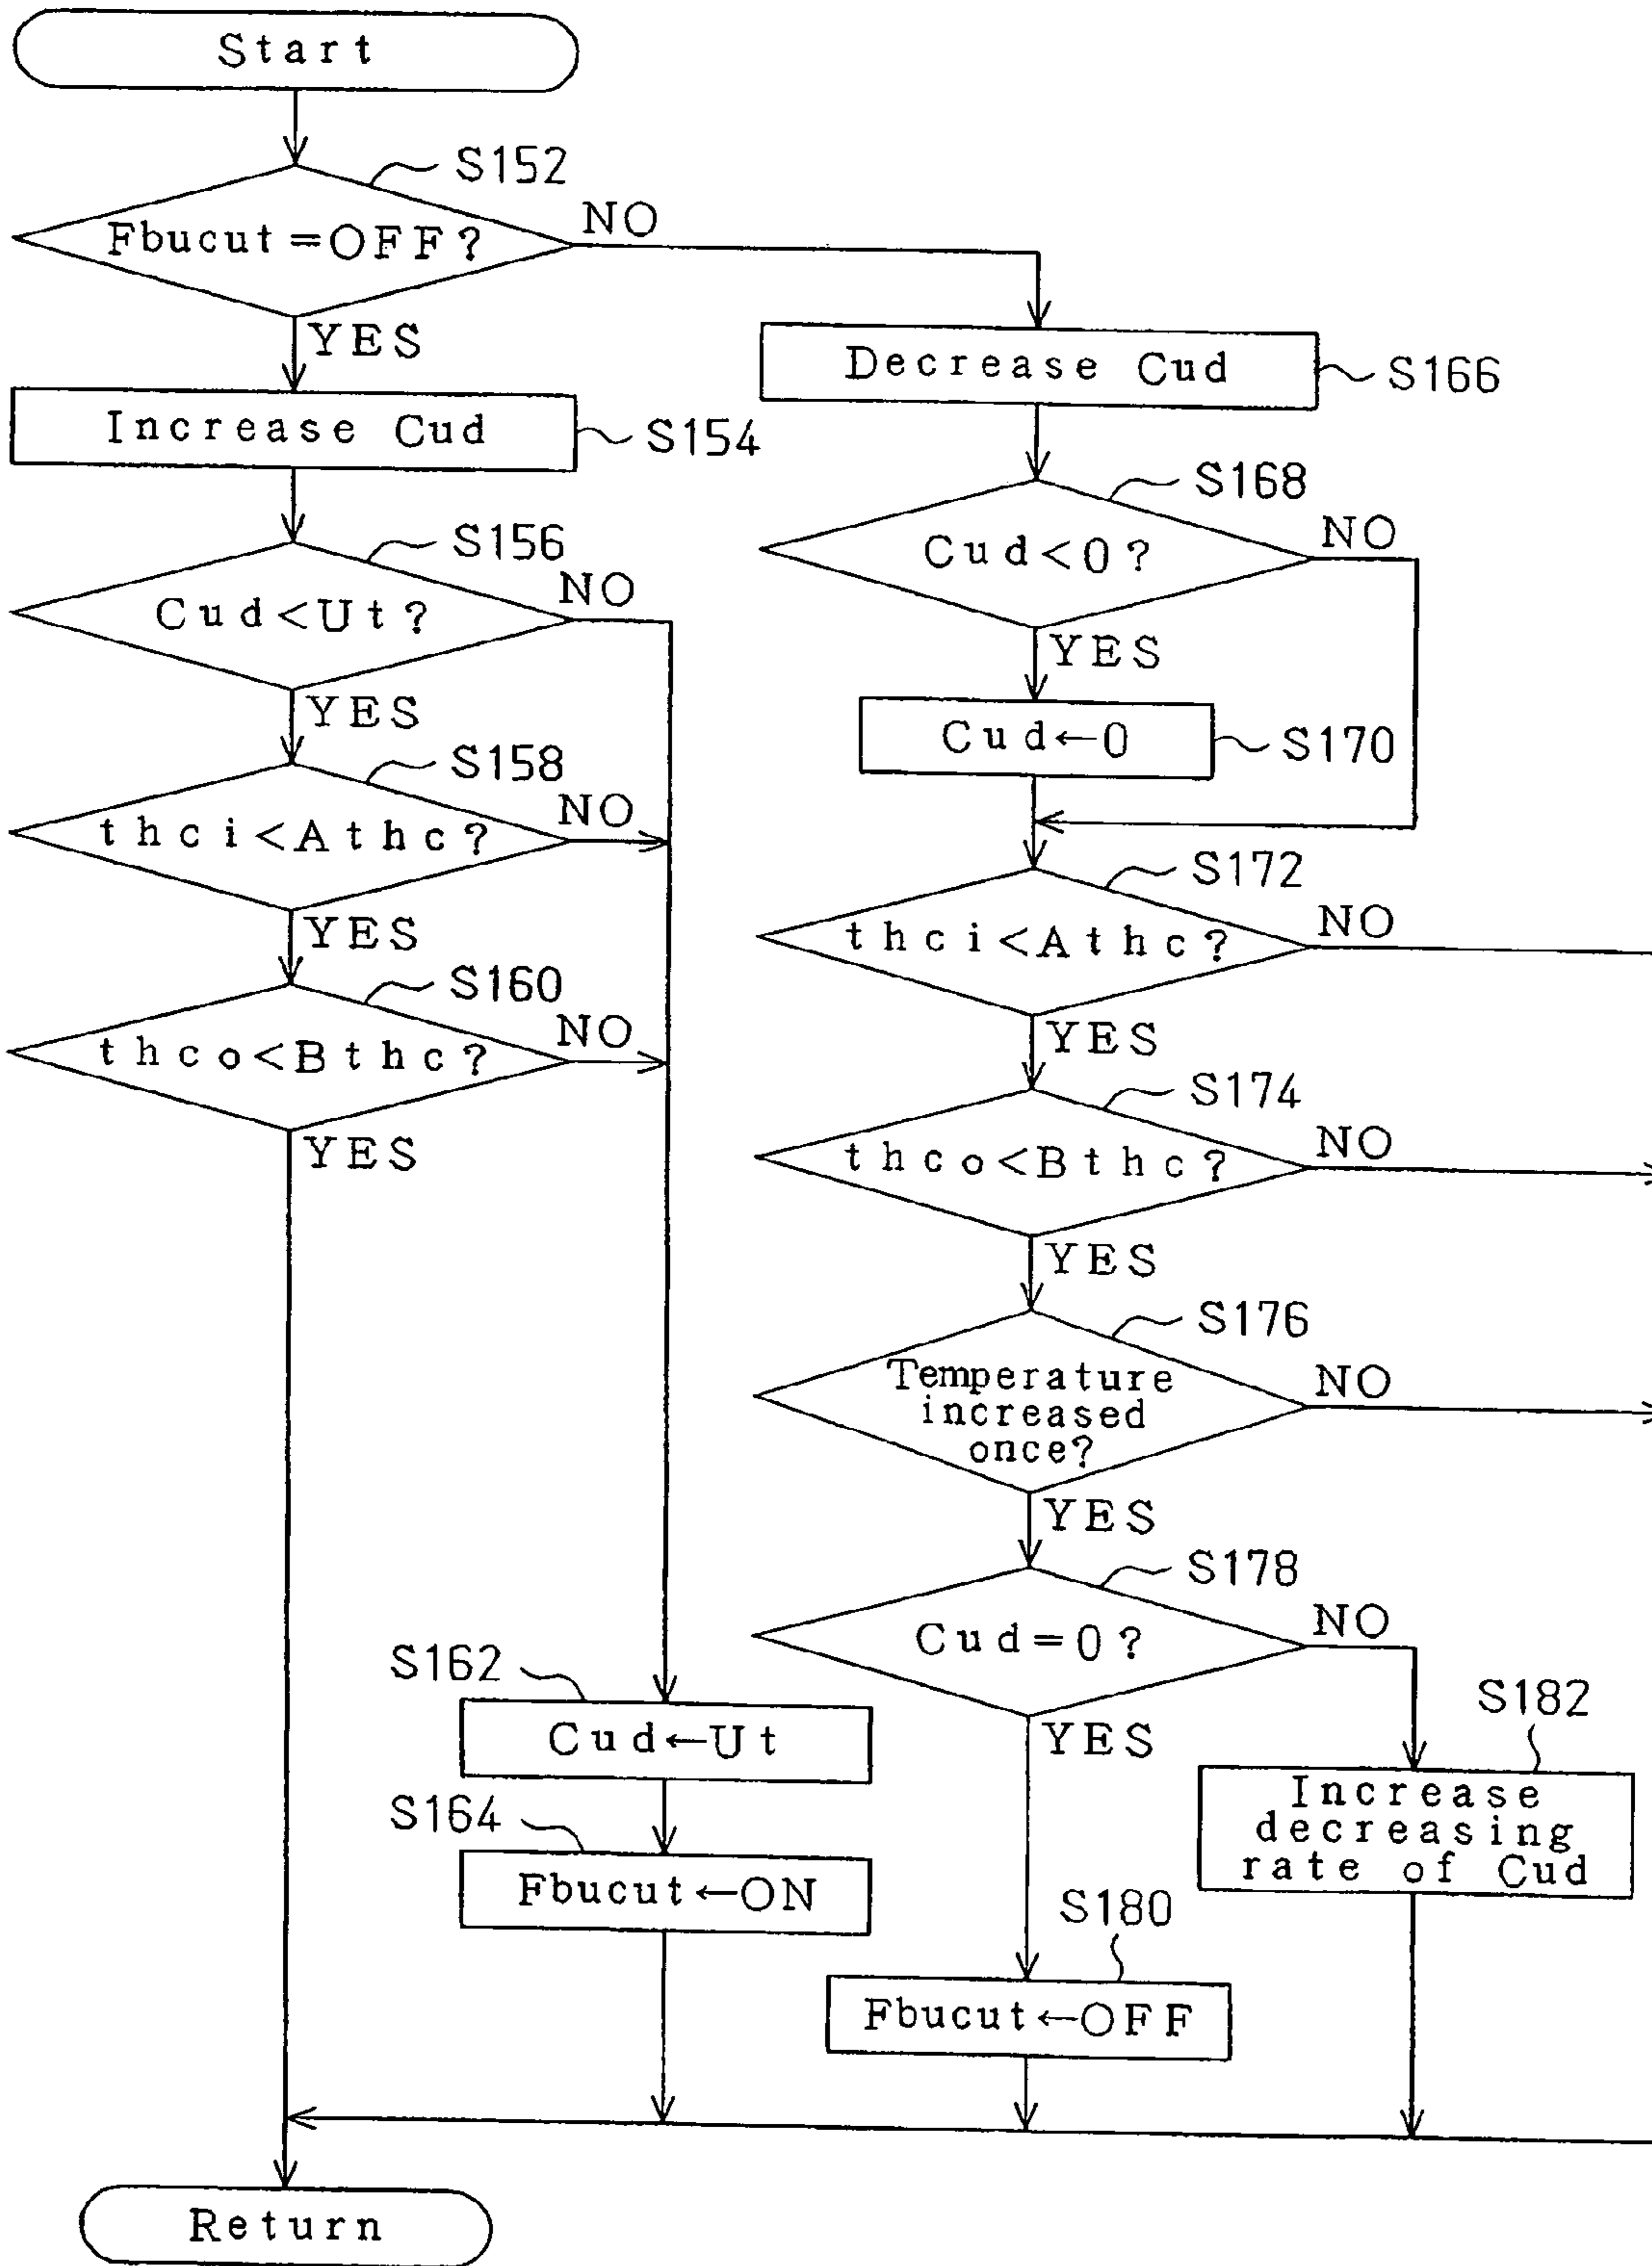 Start
S152
Fbucut=OFF?
NO
YES
Increase Cud
S154
S156
Cud<Ut?
NO
YES
S158
thci<Athc?
NO
YES
S160
thco<Bthc?
NO
YES
S162
Cud←Ut
S164
Fbucut←ON
Decrease Cud
S166
S168
Cud<0?
NO
YES
Cud←0
S170
S172
thci<Athc?
NO
YES
S174
thco<Bthc?
NO
YES
S176
Temperature
increased
once?
NO
YES
S178
Cud=0?
NO
YES
S182
Increase
decreasing
rate of Cud
S180
Fbucut←OFF
Return